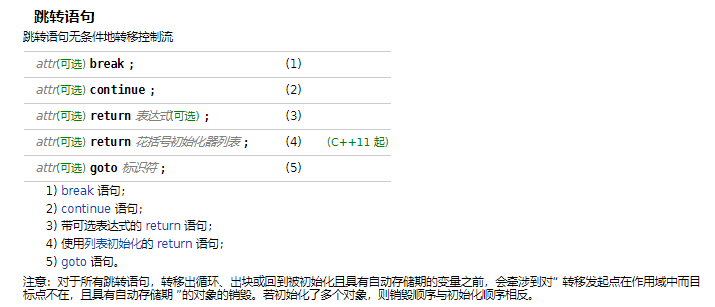 跳转语句
跳转语句无条件地转移控制流
attr(可选) break ; (1)
attr(可选) continue ; (2)
attr(可选) return 表达式(可选) ; (3)
attr(可选) return 花括号初始化器列表 ; (4) (C++11 起)
attr(可选) goto 标识符 ; (5)
1) break 语句;
2) continue 语句;
3) 带可选表达式的 return 语句;
4) 使用列表初始化的 return 语句;
5) goto 语句。
注意：对于所有跳转语句，转移出循环、出块或回到被初始化且具有自动存储期的变量之前，会牵涉到对“ 转移发起点在作用域中而目
标点不在，且具有自动存储期 ”的对象的销毁。若初始化了多个对象，则销毁顺序与初始化顺序相反。